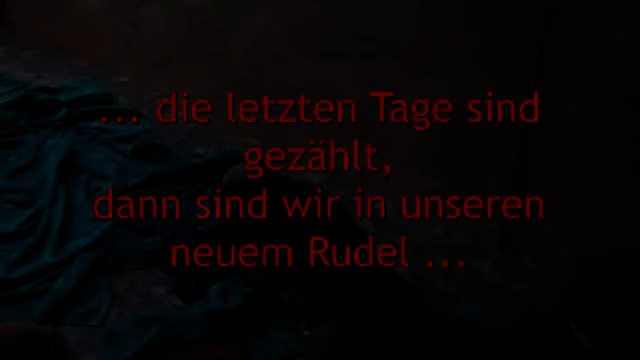 ... die letzten Tage sind
gezählt,
dann sind wir in unseren
neuem Rudel ...